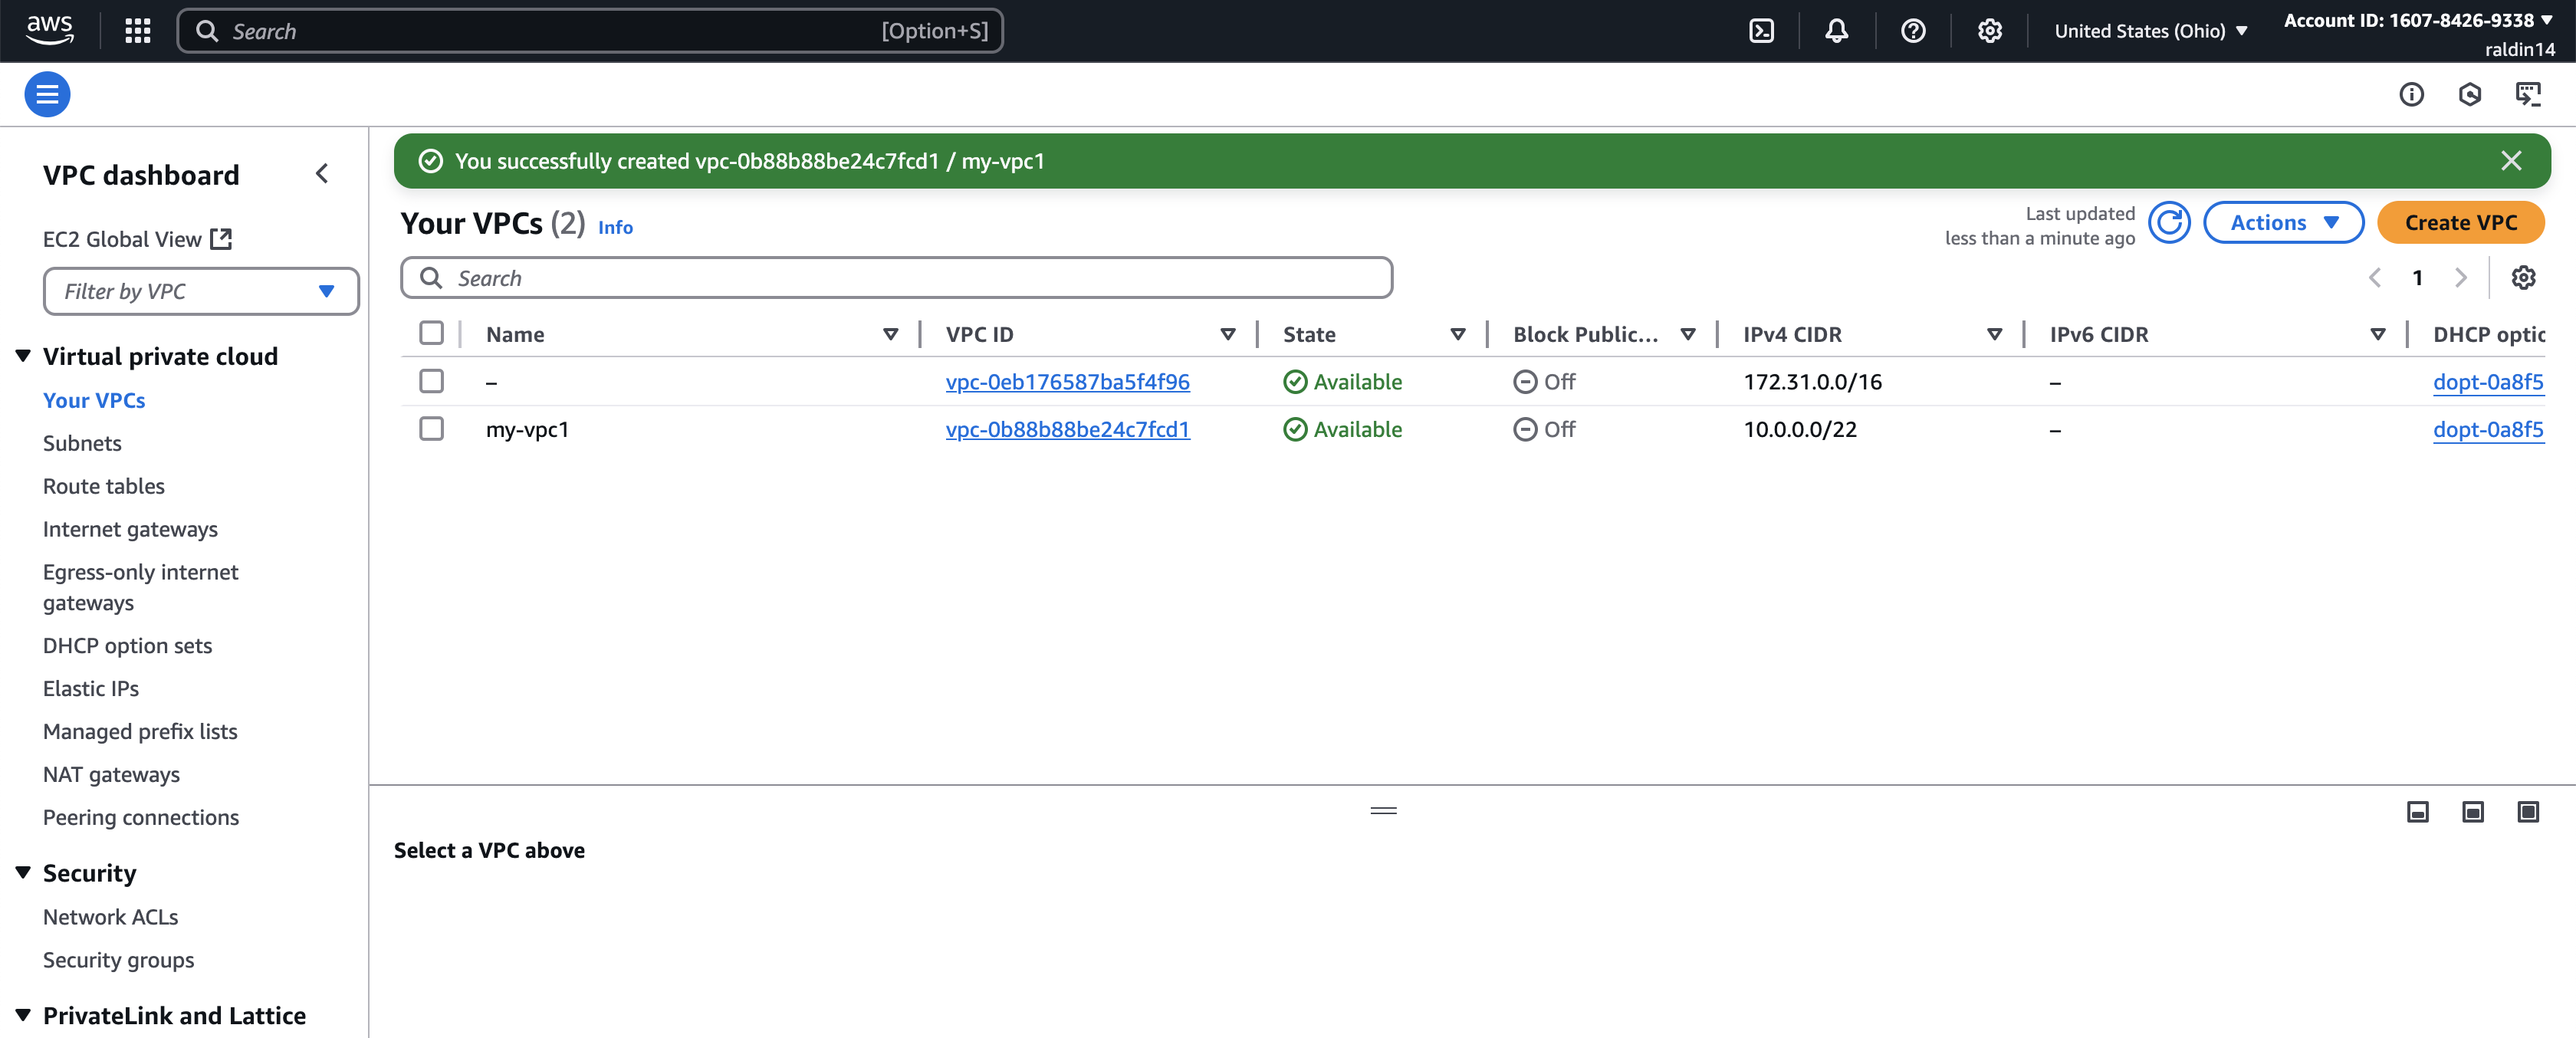 aws
Search [Option+S]
United States (Ohio)
Account ID: 1607-8426-9338
raldin14
VPC dashboard
EC2 Global View
Filter by VPC
Virtual private cloud
Your VPCs
Subnets
Route tables
Internet gateways
Egress-only internet
gateways
DHCP option sets
Elastic IPs
Managed prefix lists
NAT gateways
Peering connections
Security
Network ACLs
Security groups
PrivateLink and Lattice
You successfully created vpc-0b88b88be24c7fcd1 / my-vpc1
Your VPCs (2) Info
Last updated
less than a minute ago
Actions
Create VPC
Search
1
Name VPC ID State Block Public... IPv4 CIDR IPv6 CIDR DHCP optic
– vpc-0eb176587ba5f4f96 Available Off 172.31.0.0/16 – dopt-0a8f5
my-vpc1 vpc-0b88b88be24c7fcd1 Available Off 10.0.0.0/22 – dopt-0a8f5
Select a VPC above